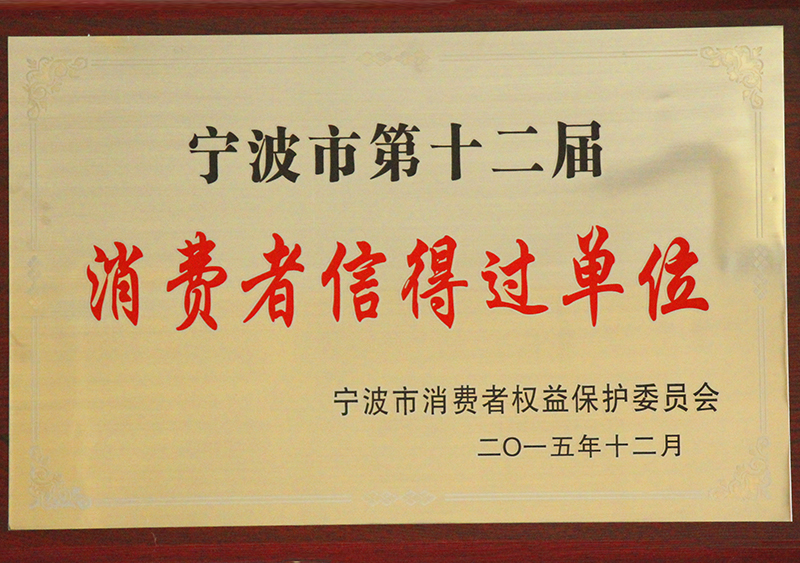 宁波市第十二届
消费者信得过单位
宁波市消费者权益保护委员会
二〇一五年十二月